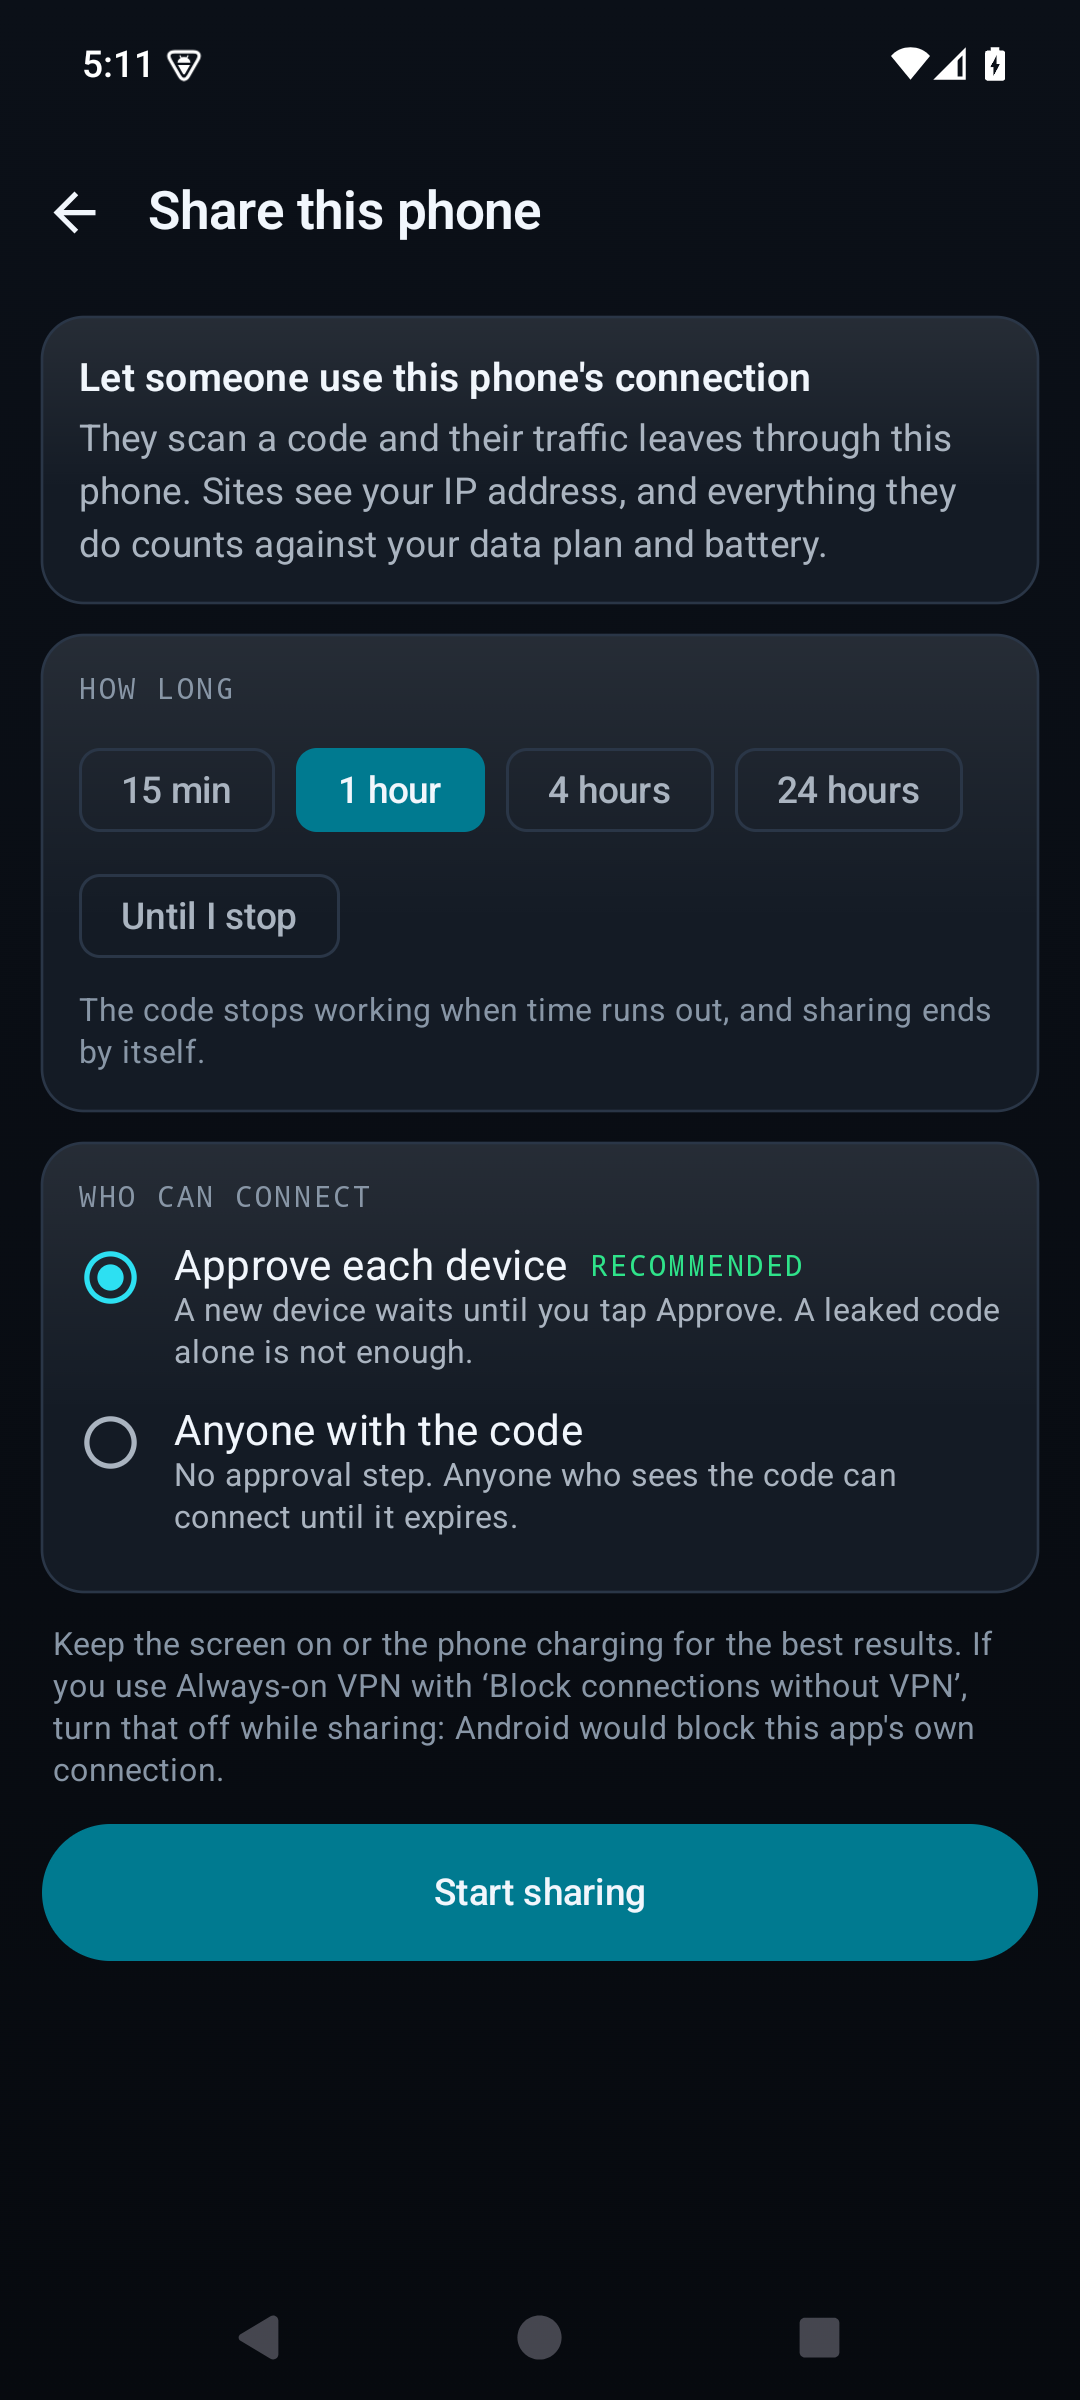 5:11
Share this phone
Let someone use this phone's connection
They scan a code and their traffic leaves through this
phone. Sites see your IP address, and everything they
do counts against your data plan and battery.
HOW LONG
15 min
1 hour
4 hours
24 hours
Until I stop
The code stops working when time runs out, and sharing ends
by itself.
WHO CAN CONNECT
Approve each device RECOMMENDED
A new device waits until you tap Approve. A leaked code
alone is not enough.
Anyone with the code
No approval step. Anyone who sees the code can
connect until it expires.
Keep the screen on or the phone charging for the best results. If
you use Always-on VPN with ‘Block connections without VPN’,
turn that off while sharing: Android would block this app's own
connection.
Start sharing